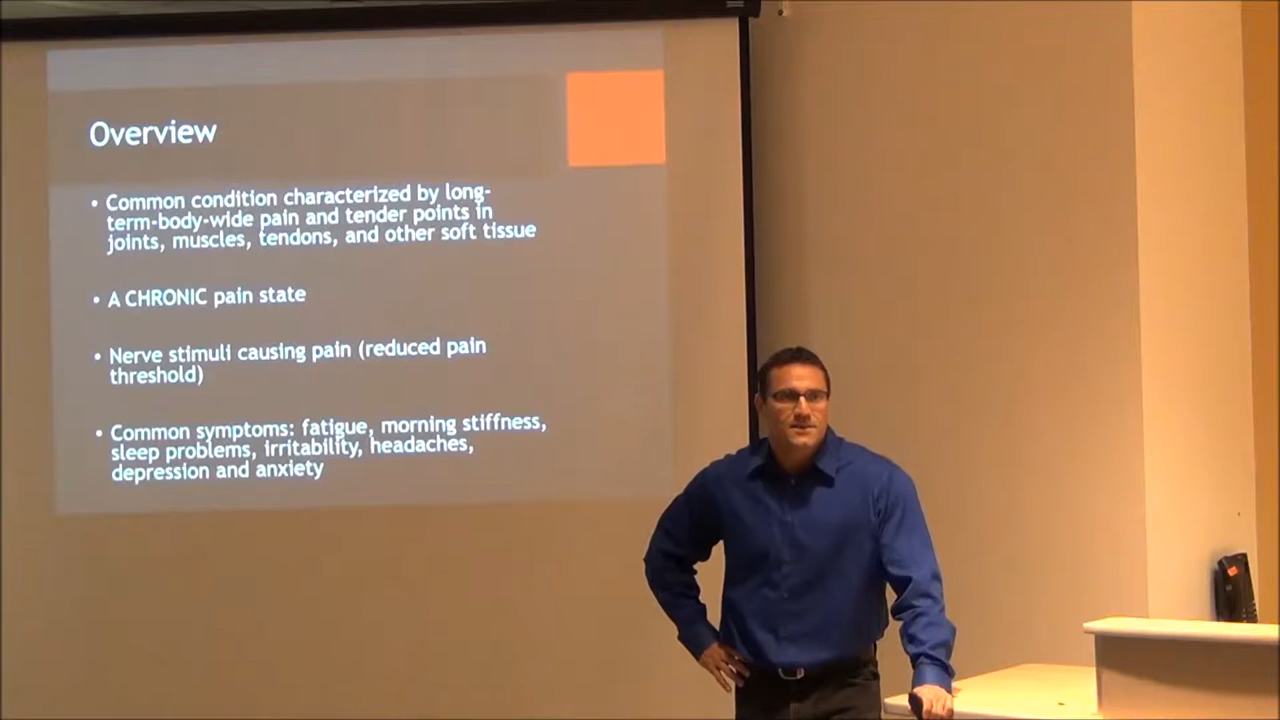 Overview
• Common condition characterized by long-
term-body-wide pain and tender points in
joints, muscles, tendons, and other soft tissue
• A CHRONIC pain state
• Nerve stimuli causing pain (reduced pain
threshold)
• Common symptoms: fatigue, morning stiffness,
sleep problems, irritability, headaches,
depression and anxiety